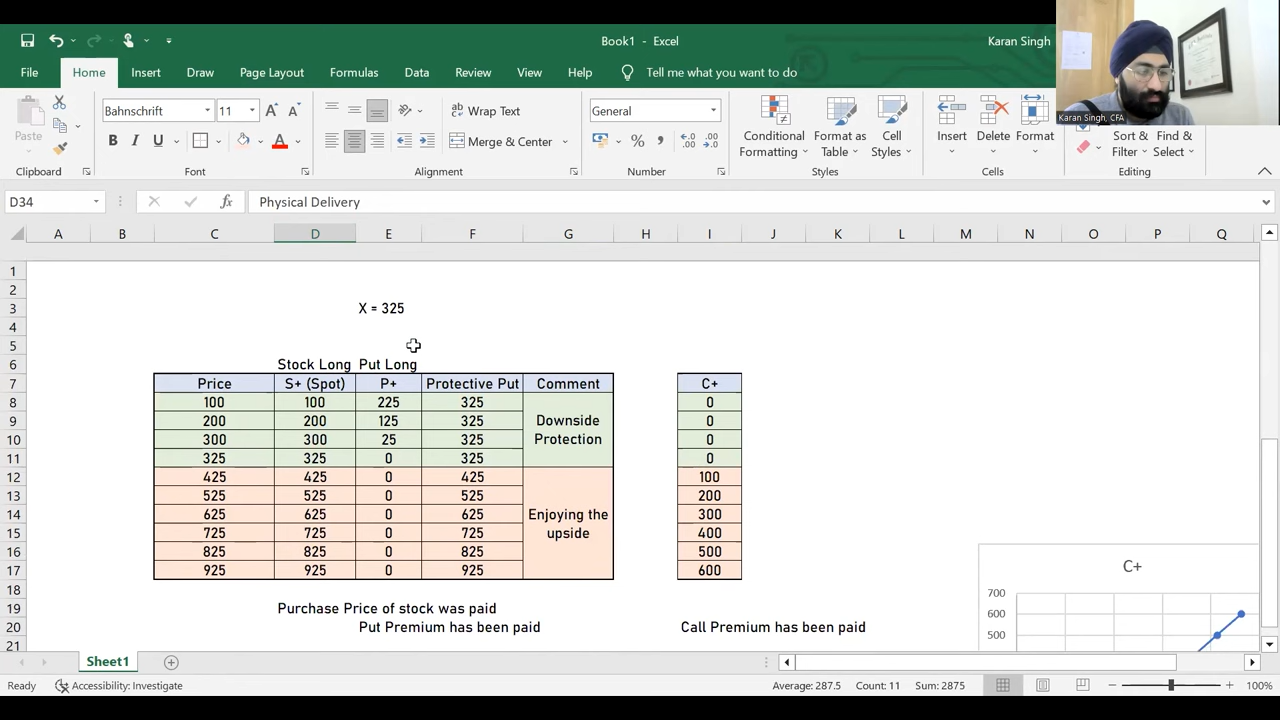 Book1 - Excel
Karan Singh
File Home Insert Draw Page Layout Formulas Data Review View Help Tell me what you want to do
Karan Singh, CFA
Paste
Bahnschrift 11
Wrap Text
General
Conditional Formatting
Format as Table
Cell Styles
Insert
Delete
Format
Sort & Filter
Find & Select
B I U
A
Merge & Center
% ,
Clipboard Font Alignment Number Styles Cells Editing
D34 fx Physical Delivery
A B C D E F G H I J K L M N O P Q
1
2
3 X = 325
4
5
6 Stock Long Put Long
7 Price S+ (Spot) P+ Protective Put Comment C+
8 100 100 225 325 0
9 200 200 125 325 Downside 0
10 300 300 25 325 Protection 0
11 325 325 0 325 0
12 425 425 0 425 100
13 525 525 0 525 200
14 625 625 0 625 Enjoying the 300
15 725 725 0 725 upside 400
16 825 825 0 825 500
17 925 925 0 925 600
18
19 Purchase Price of stock was paid
20 Put Premium has been paid Call Premium has been paid
21
C+
700
600
500
Sheet1
Ready Accessibility: Investigate Average: 287.5 Count: 11 Sum: 2875 100%